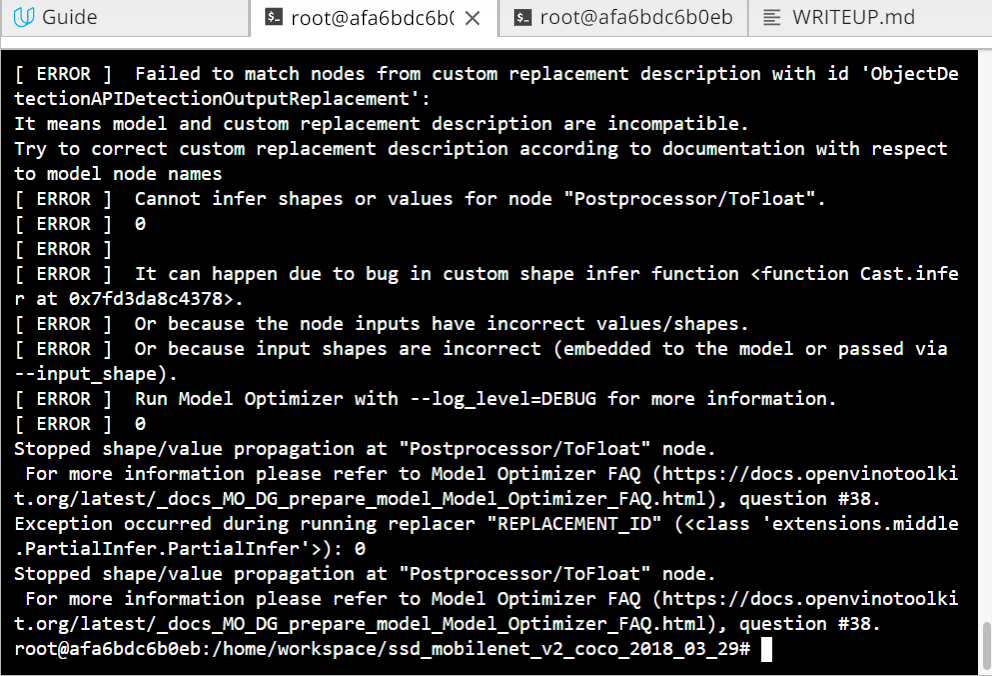 Guide
root@afa6bdc6b0
root@afa6bdc6b0eb
WRITEUP.md
[ ERROR ]  Failed to match nodes from custom replacement description with id 'ObjectDe
tectionAPIDetectionOutputReplacement':
It means model and custom replacement description are incompatible.
Try to correct custom replacement description according to documentation with respect
to model node names
[ ERROR ]  Cannot infer shapes or values for node "Postprocessor/ToFloat".
[ ERROR ]  0
[ ERROR ]
[ ERROR ]  It can happen due to bug in custom shape infer function <function Cast.infe
r at 0x7fd3da8c4378>.
[ ERROR ]  Or because the node inputs have incorrect values/shapes.
[ ERROR ]  Or because input shapes are incorrect (embedded to the model or passed via
--input_shape).
[ ERROR ]  Run Model Optimizer with --log_level=DEBUG for more information.
[ ERROR ]  0
Stopped shape/value propagation at "Postprocessor/ToFloat" node.
 For more information please refer to Model Optimizer FAQ (https://docs.openvinotoolki
t.org/latest/_docs_MO_DG_prepare_model_Model_Optimizer_FAQ.html), question #38.
Exception occurred during running replacer "REPLACEMENT_ID" (<class 'extensions.middle
.PartialInfer.PartialInfer'>): 0
Stopped shape/value propagation at "Postprocessor/ToFloat" node.
 For more information please refer to Model Optimizer FAQ (https://docs.openvinotoolki
t.org/latest/_docs_MO_DG_prepare_model_Model_Optimizer_FAQ.html), question #38.
root@afa6bdc6b0eb:/home/workspace/ssd_mobilenet_v2_coco_2018_03_29#